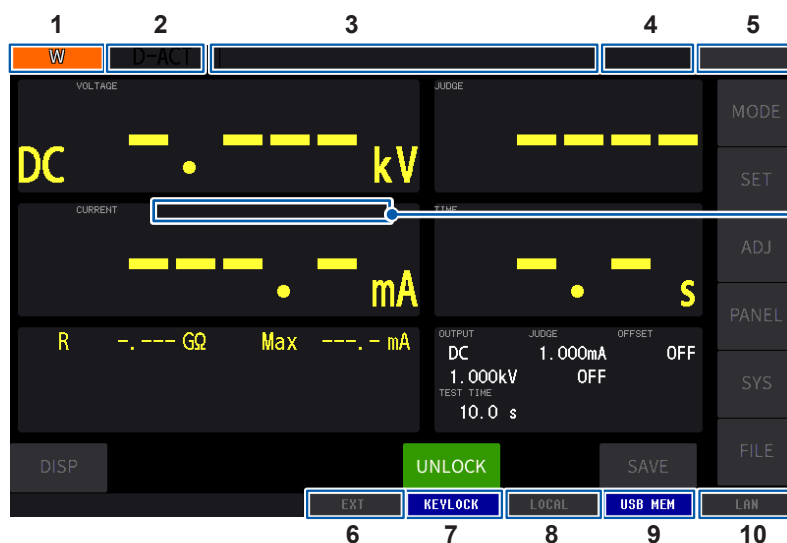 1 2 3 4 5
W D-ACT
VOLTAGE JUDGE MODE
DC -.--- kV ---- SET
CURRENT TIME ADJ
---.- mA -.- s PANEL
R -.--- GΩ Max ---.- mA
OUTPUT JUDGE OFFSET
DC 1.000mA OFF
1.000kV OFF SYS
TEST TIME
10.0 s
DISP UNLOCK SAVE FILE
EXT KEYLOCK LOCAL USB MEM LAN
6 7 8 9 10